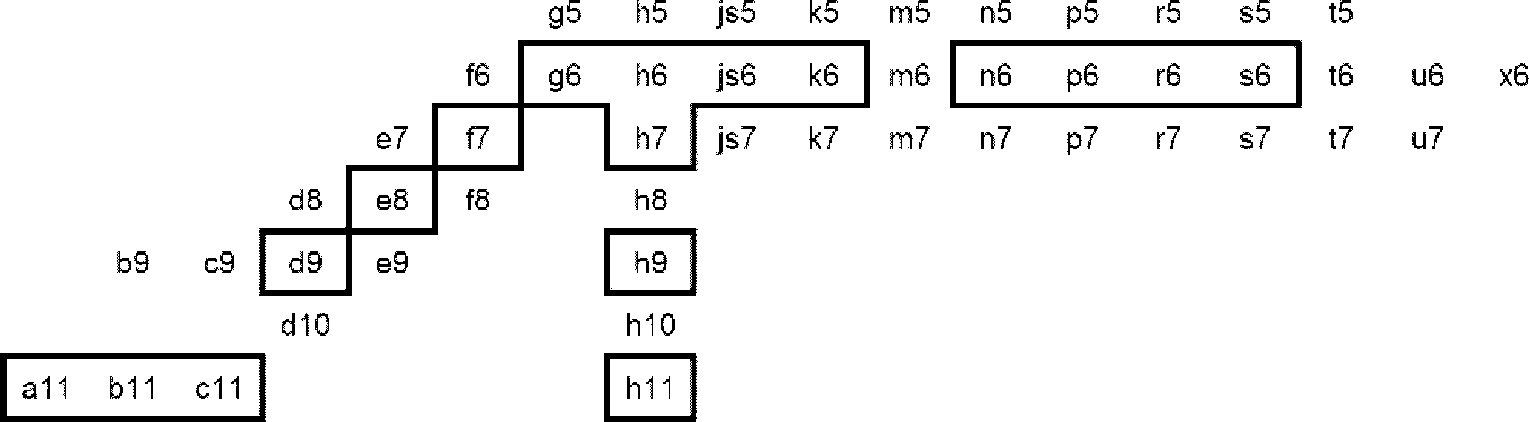 g5 h5 js5 k5 m5 n5 p5 r5 s5 t5
f6 g6 h6 js6 k6 m6 n6 p6 r6 s6 t6 u6 x6
e7 f7 h7 js7 k7 m7 n7 p7 r7 s7 t7 u7
d8 e8 f8 h8
b9 c9 d9 e9 h9
d10 h10
a11 b11 c11 h11